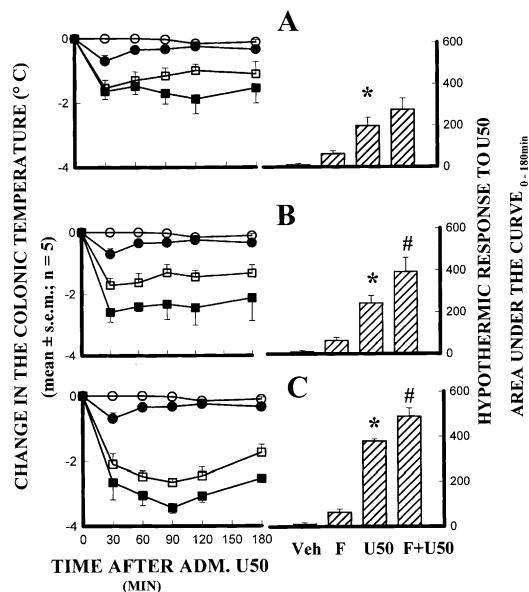 CHANGE IN THE COLONIC TEMPERATURE (° C)
(mean ± s.e.m.; n = 5)
A
0
-2
-4
*
600
400
200
0
B
0
-2
-4
*
#
600
400
200
0
C
0
-2
-4
0 30 60 90 120 150 180
TIME AFTER ADM. U50
(MIN)
*
#
600
400
200
0
Veh F U50 F+U50
HYPOTHERMIC RESPONSE TO U50
AREA UNDER THE CURVE 0 - 180min